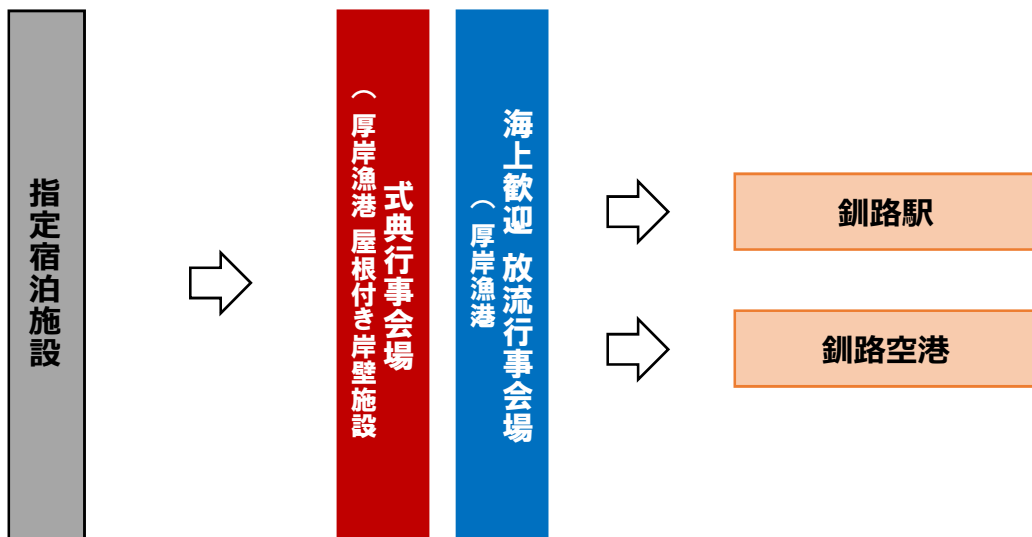 指定宿泊施設
式典行事会場
（ 厚岸漁港 屋根付き岸壁施設
海上歓迎 放流行事会場
（ 厚岸漁港
釧路駅
釧路空港